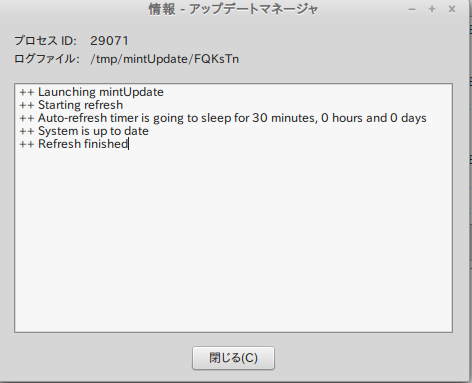 情報 - アップデートマネージャ
プロセス ID: 29071
ログファイル: /tmp/mintUpdate/FQKsTn
++ Launching mintUpdate
++ Starting refresh
++ Auto-refresh timer is going to sleep for 30 minutes, 0 hours and 0 days
++ System is up to date
++ Refresh finished
閉じる(C)